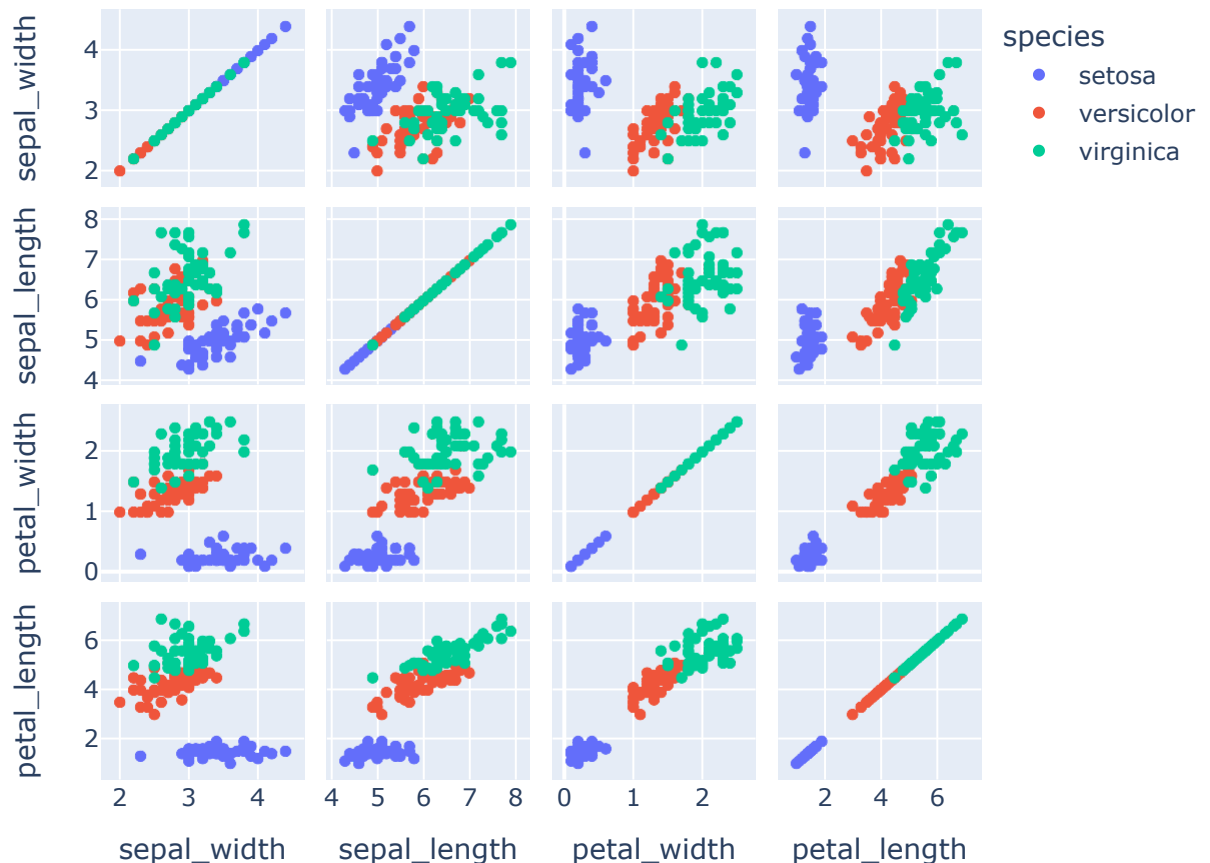 species
setosa
versicolor
virginica
sepal_width
4
3
2
sepal_length
8
7
6
5
4
petal_width
2
1
0
petal_length
6
4
2
2 3 4
4 5 6 7 8
0 1 2
2 4 6
sepal_width
sepal_length
petal_width
petal_length